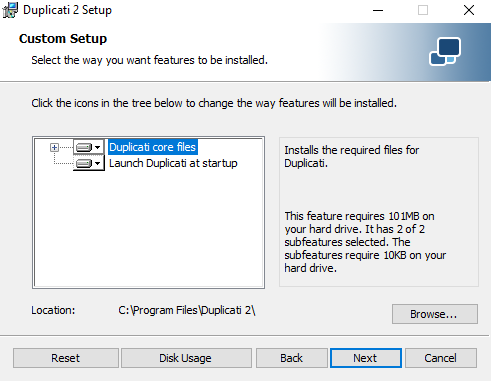 Duplicati 2 Setup
Custom Setup
Select the way you want features to be installed.
Click the icons in the tree below to change the way features will be installed.
Duplicati core files
Launch Duplicati at startup
Installs the required files for
Duplicati.
This feature requires 101MB on
your hard drive. It has 2 of 2
subfeatures selected. The
subfeatures require 10KB on your
hard drive.
Location: C:\Program Files\Duplicati 2\
Browse...
Reset Disk Usage Back Next Cancel